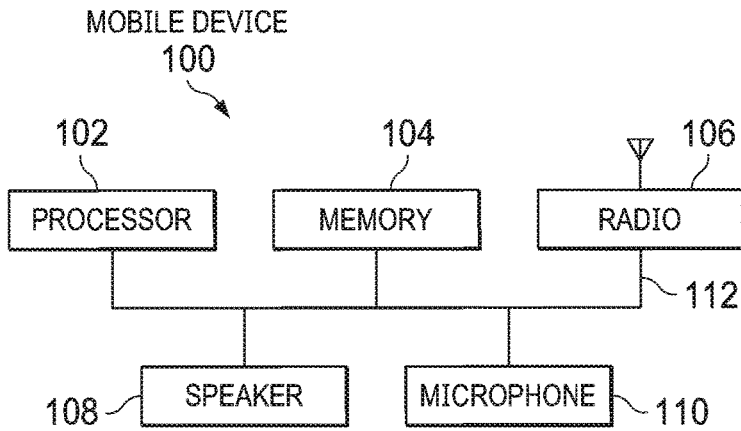 MOBILE DEVICE
100
102
104
106
PROCESSOR
MEMORY
RADIO
112
108
SPEAKER
MICROPHONE
110